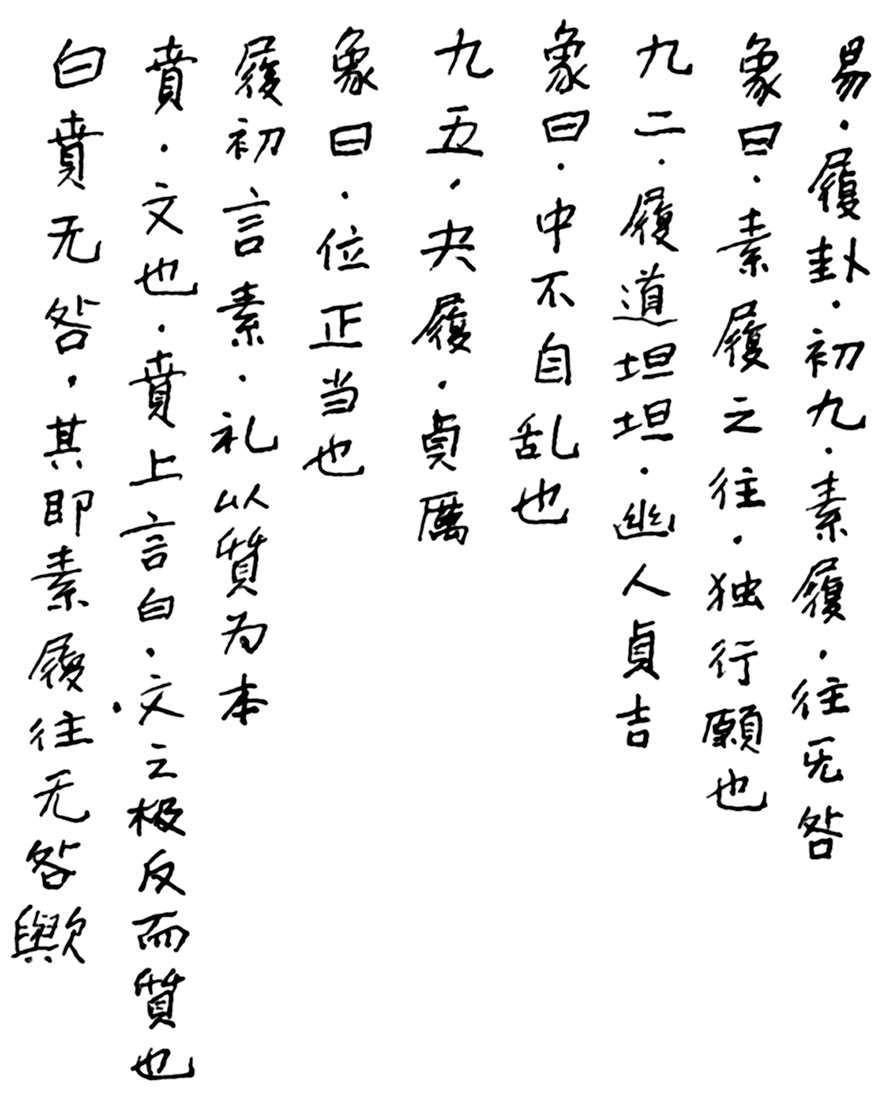 易·履卦·初九·素履·往无咎
象曰·素履之往·独行願也
九二·履道坦坦·幽人貞吉
象曰·中不自乱也
九五·夬履·貞厲
象曰·位正当也
履初言素·礼以質为本
賁·文也·賁上言白·文之极反而質也
白賁无咎·其即素履往无咎歟